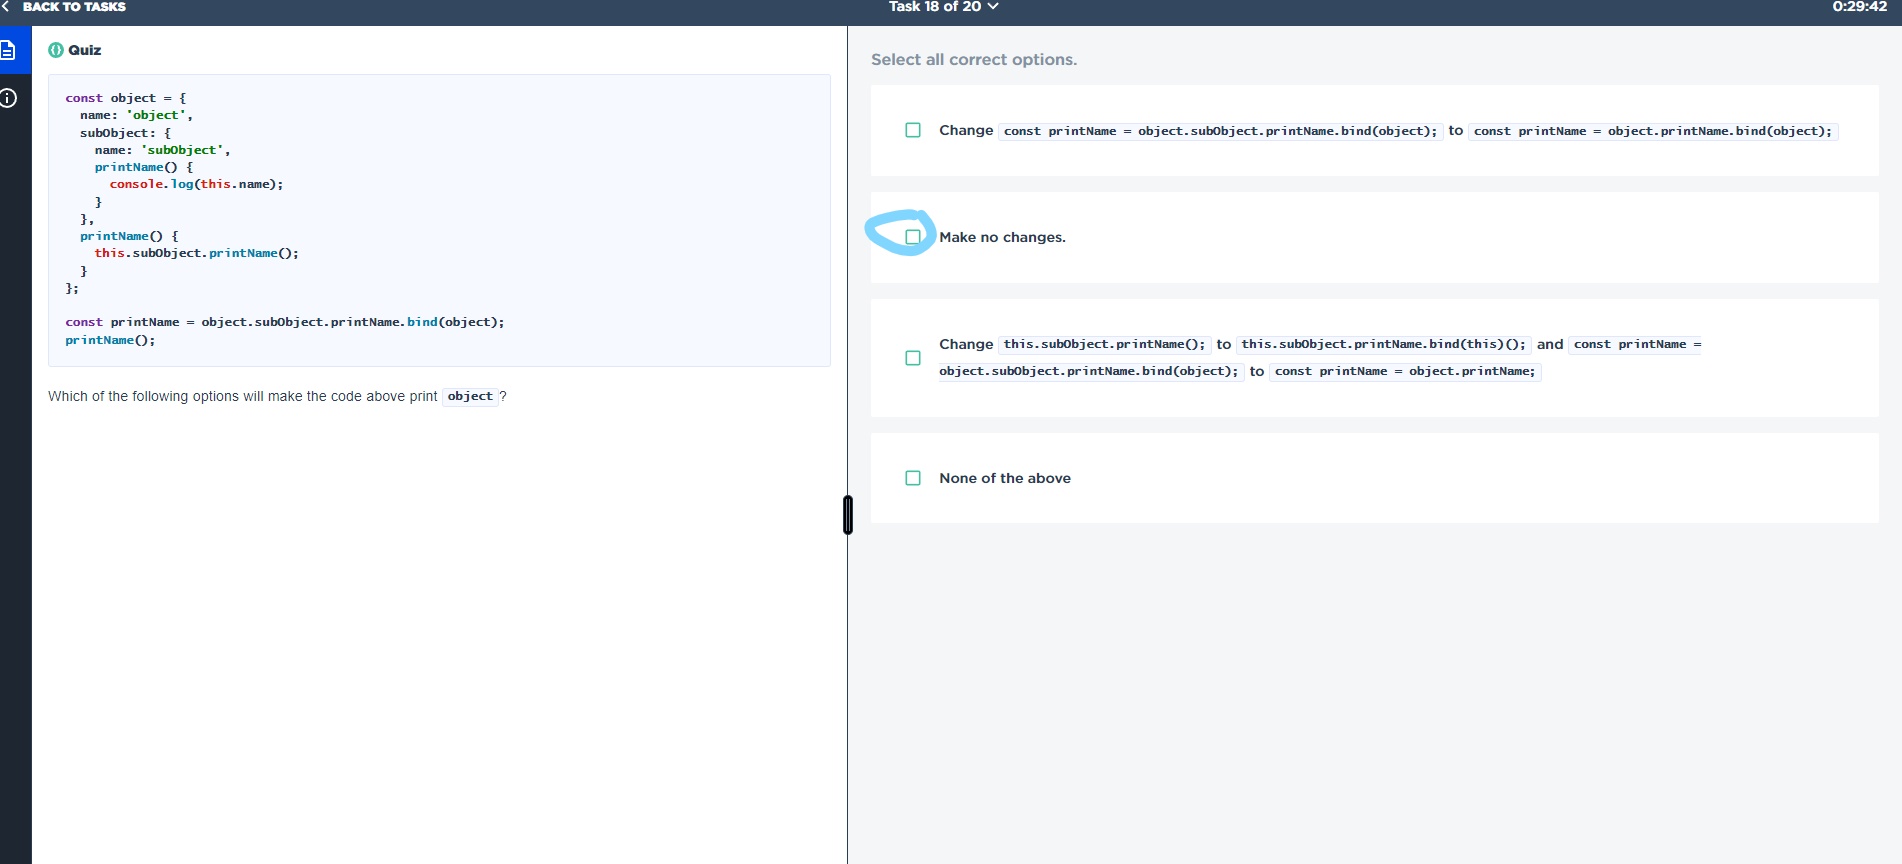 BACK TO TASKS
Task 18 of 20
0:29:42
Quiz
const object = {
  name: 'object',
  subObject: {
    name: 'subObject',
    printName() {
      console.log(this.name);
    }
  },
  printName() {
    this.subObject.printName();
  }
};
const printName = object.subObject.printName.bind(object);
printName();
Which of the following options will make the code above print object?
Select all correct options.
Change const printName = object.subObject.printName.bind(object); to const printName = object.printName.bind(object);
Make no changes.
Change this.subObject.printName(); to this.subObject.printName.bind(this)(); and const printName =
object.subObject.printName.bind(object); to const printName = object.printName;
None of the above